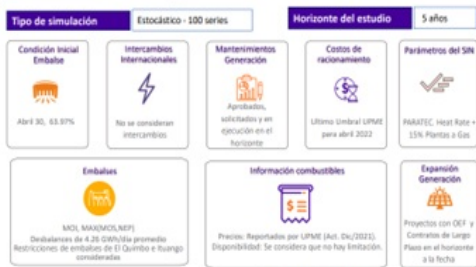 Tipo de simulación
Estocástico - 100 series
Horizonte del estudio
5 años
Condición Inicial
Embalse
Abril 30, 63.97%
Intercambios
Internacionales
No se consideran
intercambios
Mantenimientos
Generación
Aprobados,
solicitados y en
ejecución en el
horizonte
Costos de
racionamiento
Ultimo Umbral UPME
para abril 2022
Parámetros del SIN
PARATEC. Heat Rate +
15% Plantas a Gas
Embalses
MOI, MAX(MOS,NEP)
Desbalances de 4.26 GWh/día promedio
Restricciones de embalses de El Quimbo e Ituango
consideradas
Información combustibles
Precios: Reportados por UPME (Act. Dic/2021).
Disponibilidad: Se considera que no hay limitación.
Expansión
Generación
Proyectos con OEF y
Contratos de Largo
Plazo en el horizonte
a la fecha